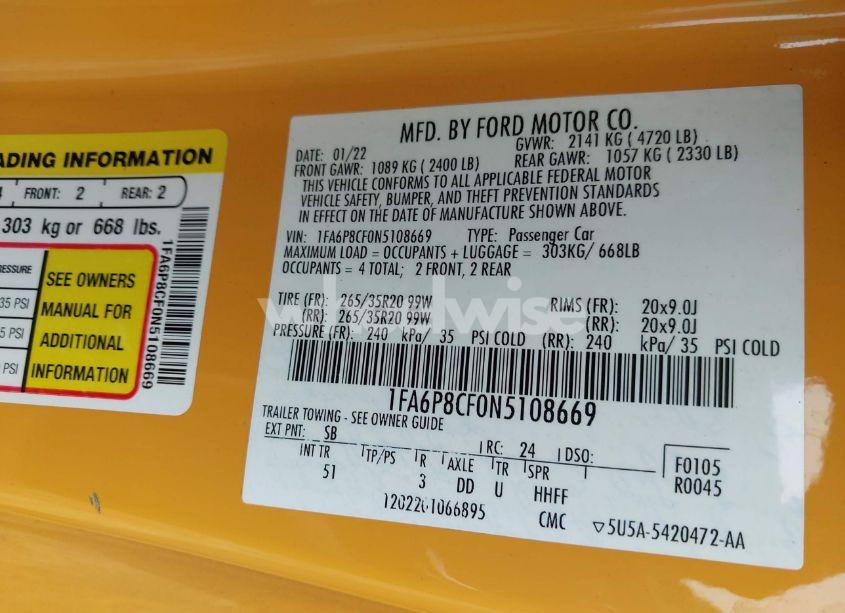 ADING INFORMATION
FRONT: 2 REAR: 2
303 kg or 668 lbs.
RESSURE
35 PSI
5 PSI
PSI
SEE OWNERS
MANUAL FOR
ADDITIONAL
INFORMATION
1FA6P8CF0N5108669
MFD. BY FORD MOTOR CO.
DATE: 01/22 GVWR: 2141 KG ( 4720 LB)
FRONT GAWR: 1089 KG ( 2400 LB) REAR GAWR: 1057 KG ( 2330 LB)
THIS VEHICLE CONFORMS TO ALL APPLICABLE FEDERAL MOTOR
VEHICLE SAFETY, BUMPER, AND THEFT PREVENTION STANDARDS
IN EFFECT ON THE DATE OF MANUFACTURE SHOWN ABOVE.
VIN: 1FA6P8CF0N5108669 TYPE: Passenger Car
MAXIMUM LOAD = OCCUPANTS + LUGGAGE = 303KG/ 668LB
OCCUPANTS = 4 TOTAL; 2 FRONT, 2 REAR
TIRE (FR): 265/35R20 99W RIMS (FR): 20x9.0J
(RR): 265/35R20 99W (RR): 20x9.0J
PRESSURE (FR): 240 kPa/ 35 PSI COLD (RR): 240 kPa/ 35 PSI COLD
1FA6P8CF0N5108669
TRAILER TOWING - SEE OWNER GUIDE
EXT PNT: SB RC: 24 DSO:
INT TR TP/PS R AXLE TR SPR
51 3 DD U HHFF
F0105
R0045
CMC 5U5A-5420472-AA